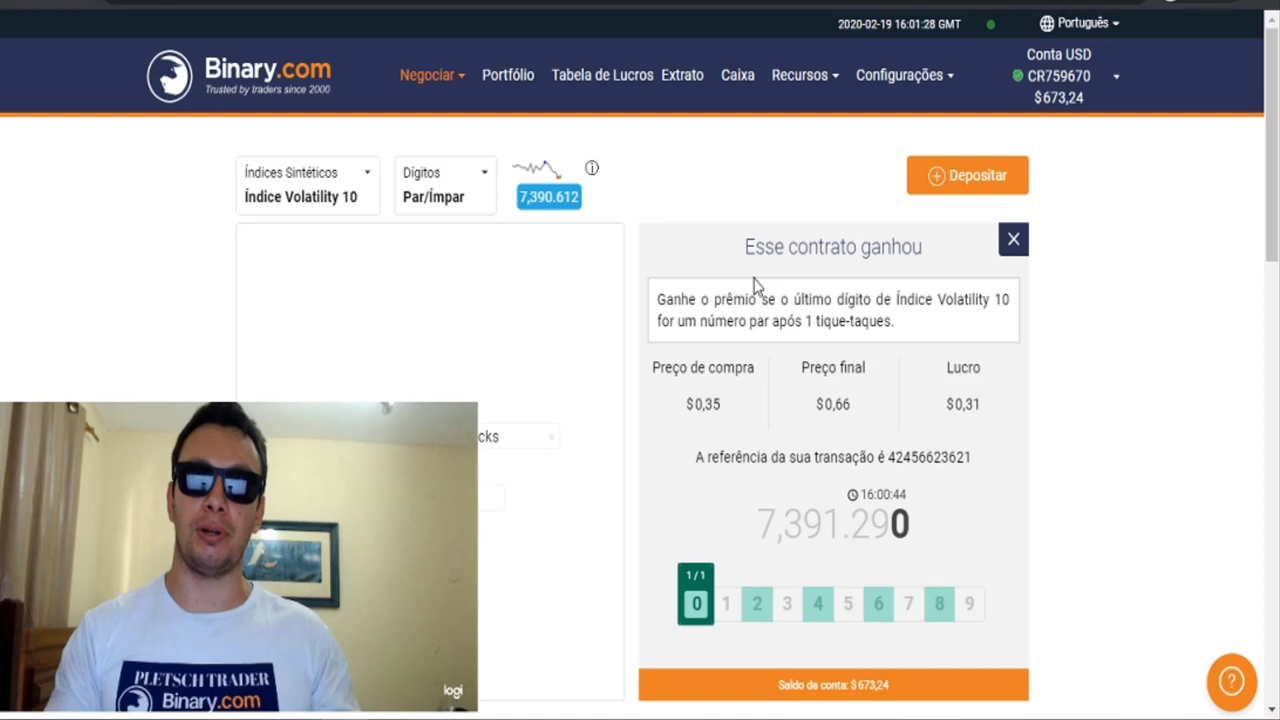 2020-02-19 16:01:28 GMT
Português
Binary.com
Trusted by traders since 2000
Negociar
Portfólio
Tabela de Lucros
Extrato
Caixa
Recursos
Configurações
Conta USD
CR759670
$673,24
Índices Sintéticos
Índice Volatility 10
Dígitos
Par/Ímpar
7,390.612
Depositar
Esse contrato ganhou
X
Ganhe o prêmio se o último dígito de Índice Volatility 10
for um número par após 1 tique-taques.
Preço de compra
Preço final
Lucro
$0,35
$0,66
$0,31
A referência da sua transação é 42456623621
16:00:44
7,391.290
1/1
0 1 2 3 4 5 6 7 8 9
Saldo da conta: $673,24
?
cks
PLETSCH TRADER
Binary.com
logi